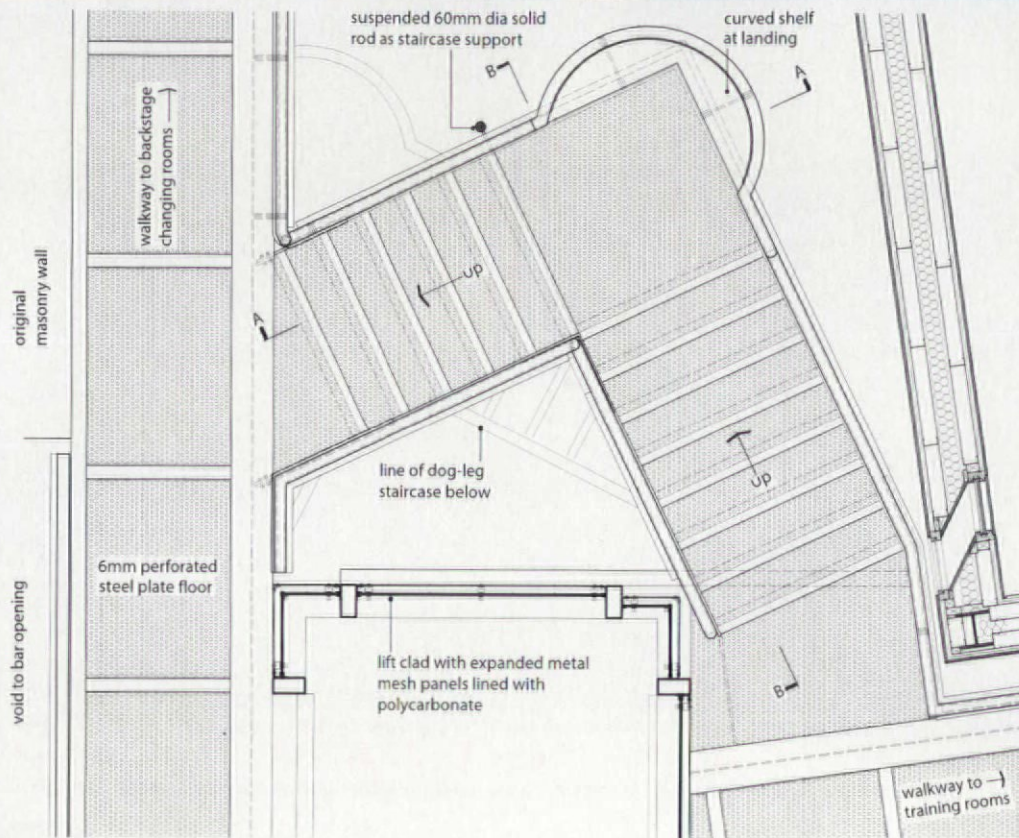 suspended 60mm dia solid
rod as staircase support
curved shelf
at landing
B
A
walkway to backstage
changing rooms
original
masonry wall
up
A
line of dog-leg
staircase below
up
6mm perforated
steel plate floor
void to bar opening
lift clad with expanded metal
mesh panels lined with
polycarbonate
B
walkway to
training rooms